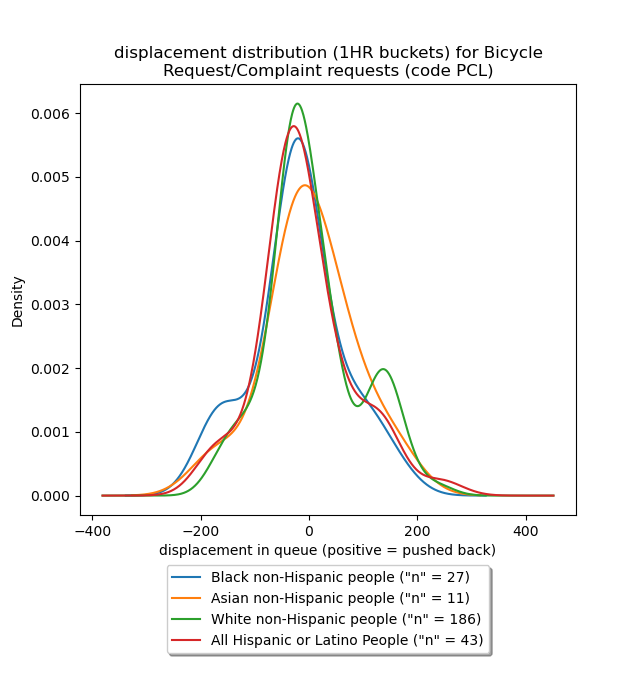 displacement distribution (1HR buckets) for Bicycle
Request/Complaint requests (code PCL)
0.006
0.005
0.004
0.003
0.002
0.001
0.000
Density
−400
−200
0
200
400
displacement in queue (positive = pushed back)
Black non-Hispanic people ("n" = 27)
Asian non-Hispanic people ("n" = 11)
White non-Hispanic people ("n" = 186)
All Hispanic or Latino People ("n" = 43)